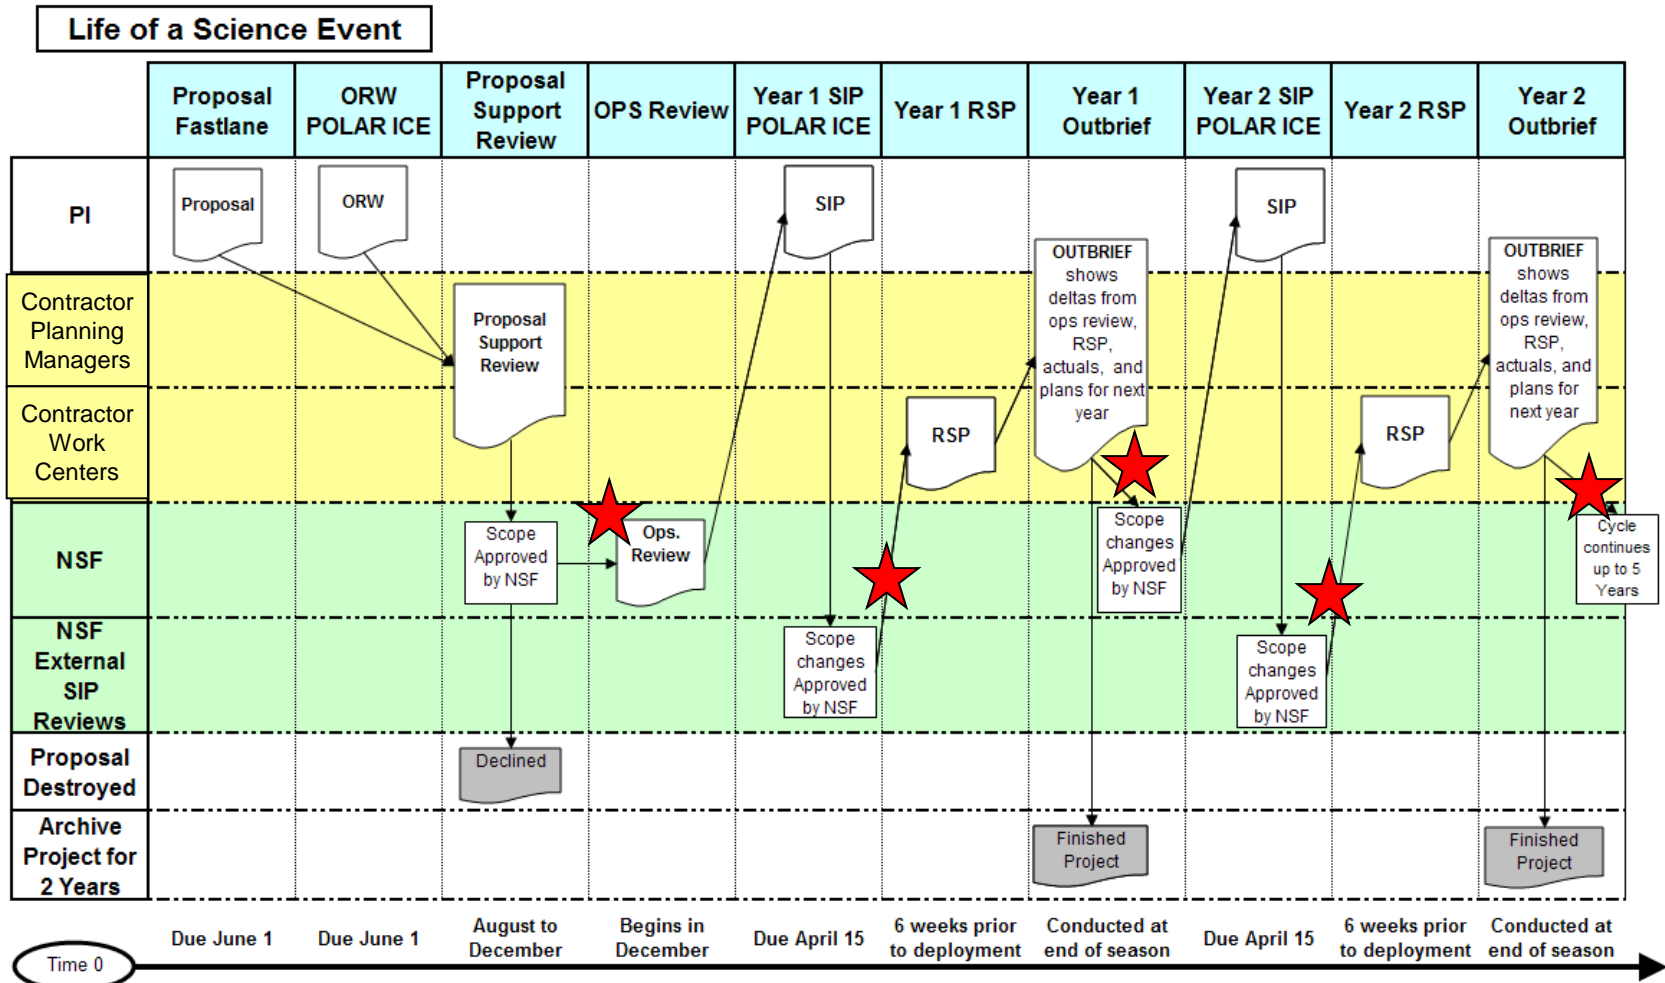 Life of a Science Event
Proposal
Fastlane
ORW
POLAR ICE
Proposal
Support
Review
OPS Review
Year 1 SIP
POLAR ICE
Year 1 RSP
Year 1
Outbrief
Year 2 SIP
POLAR ICE
Year 2 RSP
Year 2
Outbrief
PI
Proposal
ORW
SIP
SIP
Contractor
Planning
Managers
Proposal
Support
Review
OUTBRIEF
shows
deltas from
ops review,
RSP,
actuals, and
plans for next
year
OUTBRIEF
shows
deltas from
ops review,
RSP,
actuals, and
plans for
next year
Contractor
Work
Centers
RSP
RSP
NSF
Scope
Approved
by NSF
Ops.
Review
Scope
changes
Approved
by NSF
Cycle
continues
up to 5
Years
NSF
External
SIP
Reviews
Scope
changes
Approved
by NSF
Scope
changes
Approved
by NSF
Proposal
Destroyed
Declined
Archive
Project for
2 Years
Finished
Project
Finished
Project
Due June 1
Due June 1
August to
December
Begins in
December
Due April 15
6 weeks prior
to deployment
Conducted at
end of season
Due April 15
6 weeks prior
to deployment
Conducted at
end of season
Time 0